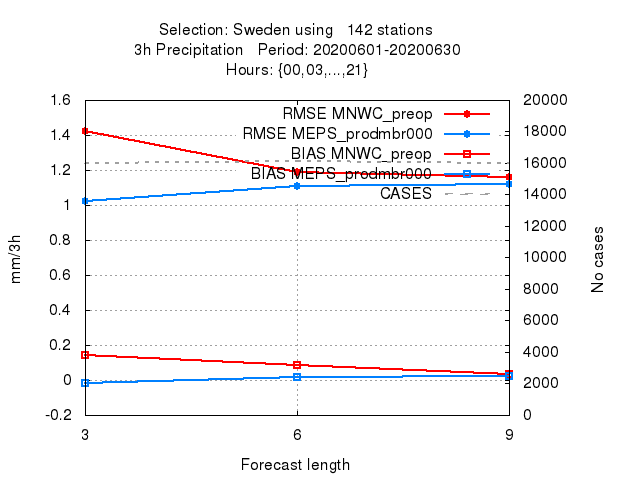 Selection: Sweden using   142 stations
3h Precipitation   Period: 20200601-20200630
Hours: {00,03,...,21}
1.6
1.4
1.2
1
0.8
0.6
0.4
0.2
0
-0.2
mm/3h
RMSE MNWC_preop
RMSE MEPS_prodmbr000
BIAS MNWC_preop
BIAS MEPS_prodmbr000
CASES
20000
18000
16000
14000
12000
10000
8000
6000
4000
2000
0
No cases
3 6 9
Forecast length